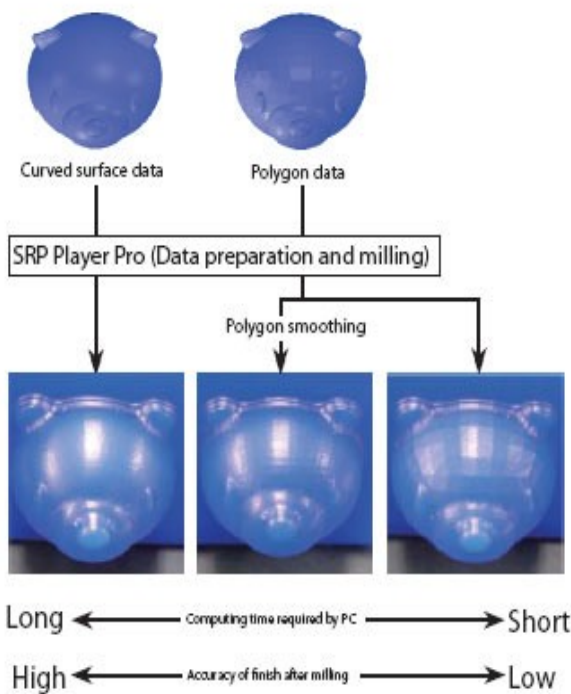 Curved surface data
Polygon data
SRP Player Pro (Data preparation and milling)
Polygon smoothing
Long
Computing time required by PC
Short
High
Accuracy of finish after milling
Low